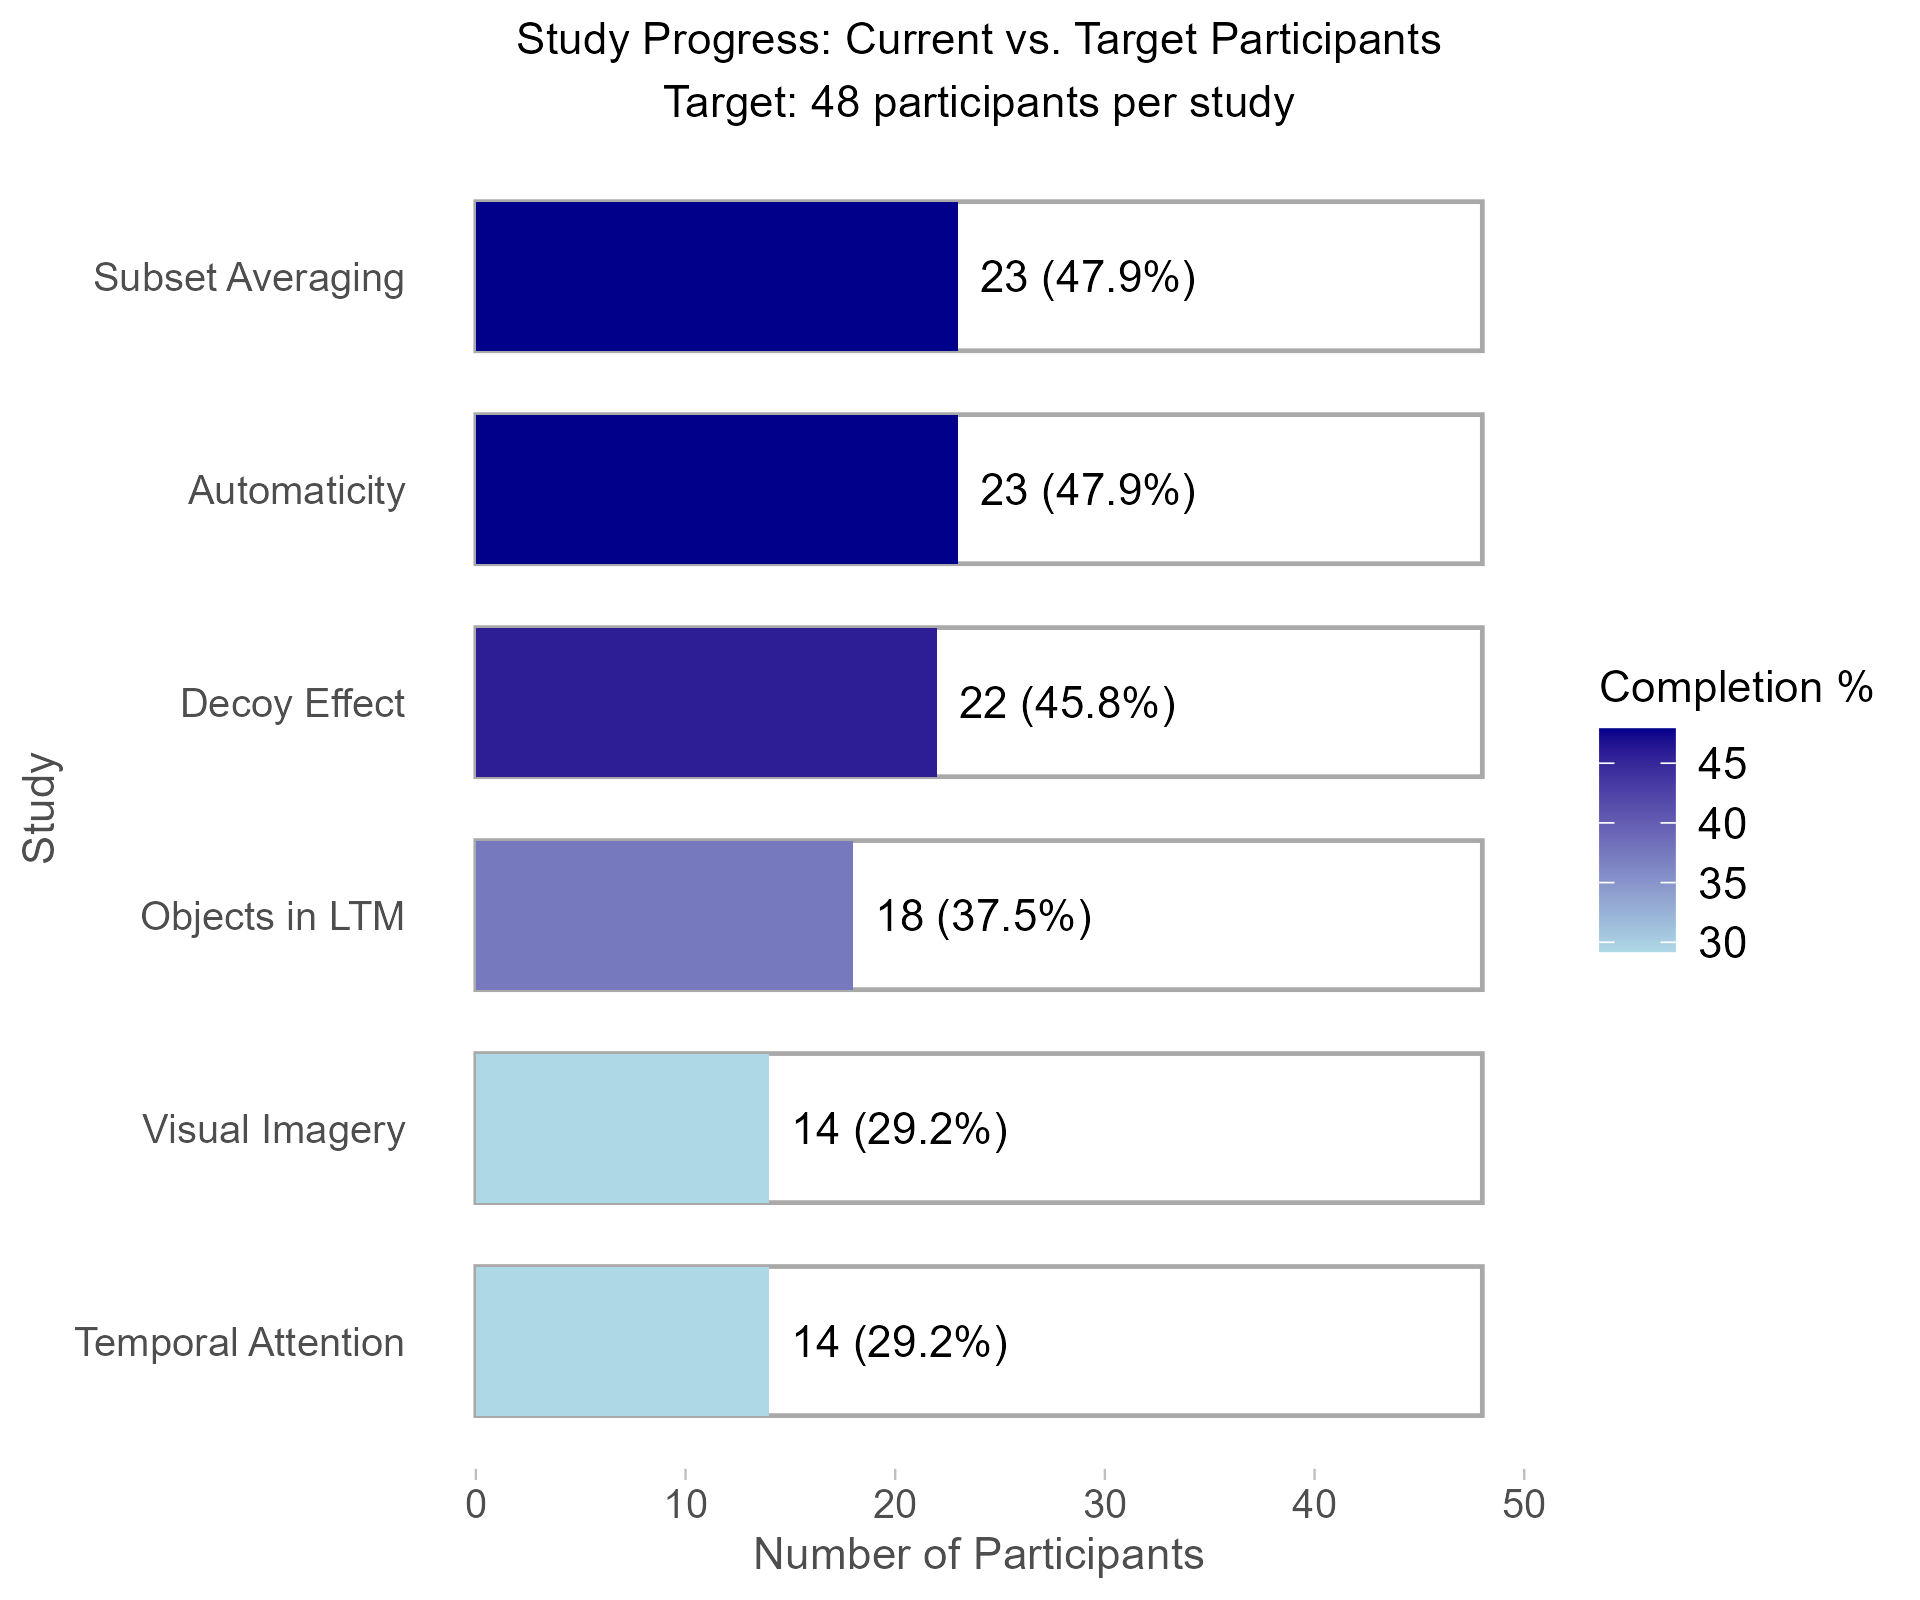 Study Progress: Current vs. Target Participants
Target: 48 participants per study
Subset Averaging
23 (47.9%)
Automaticity
23 (47.9%)
Decoy Effect
22 (45.8%)
Objects in LTM
18 (37.5%)
Visual Imagery
14 (29.2%)
Temporal Attention
14 (29.2%)
Study
0 10 20 30 40 50
Number of Participants
Completion %
45
40
35
30